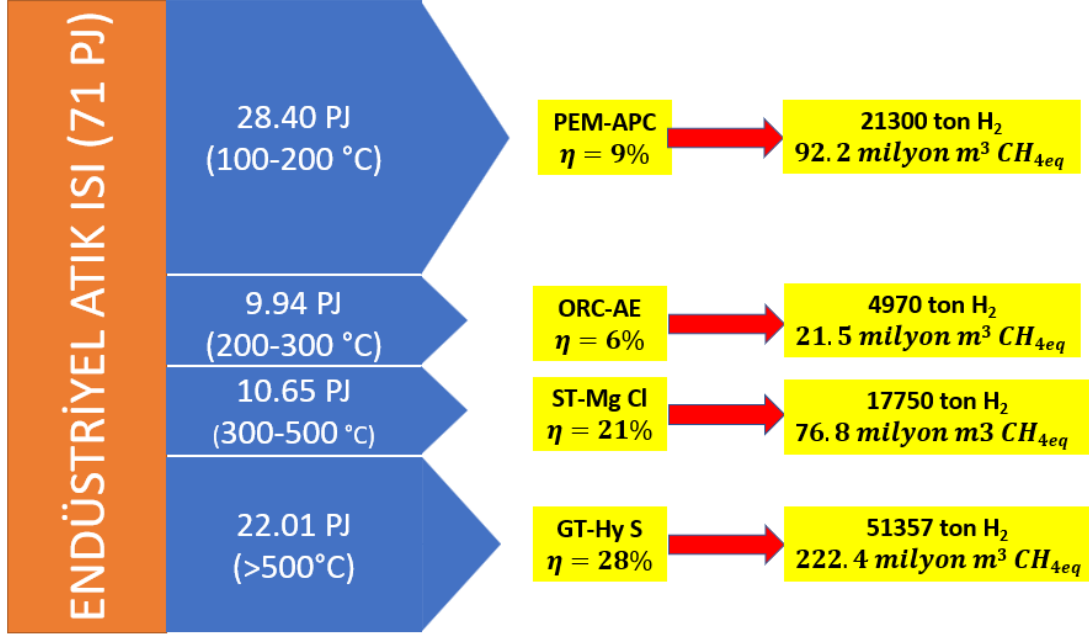 ENDÜSTRİYEL ATIK ISI (71 PJ)
28.40 PJ
(100-200 °C)
PEM-APC
η = 9%
21300 ton H₂
92.2 milyon m³ CH₄eq
9.94 PJ
(200-300 °C)
ORC-AE
η = 6%
4970 ton H₂
21.5 milyon m³ CH₄eq
10.65 PJ
(300-500 °C)
ST-Mg Cl
η = 21%
17750 ton H₂
76.8 milyon m3 CH₄eq
22.01 PJ
(>500°C)
GT-Hy S
η = 28%
51357 ton H₂
222.4 milyon m³ CH₄eq